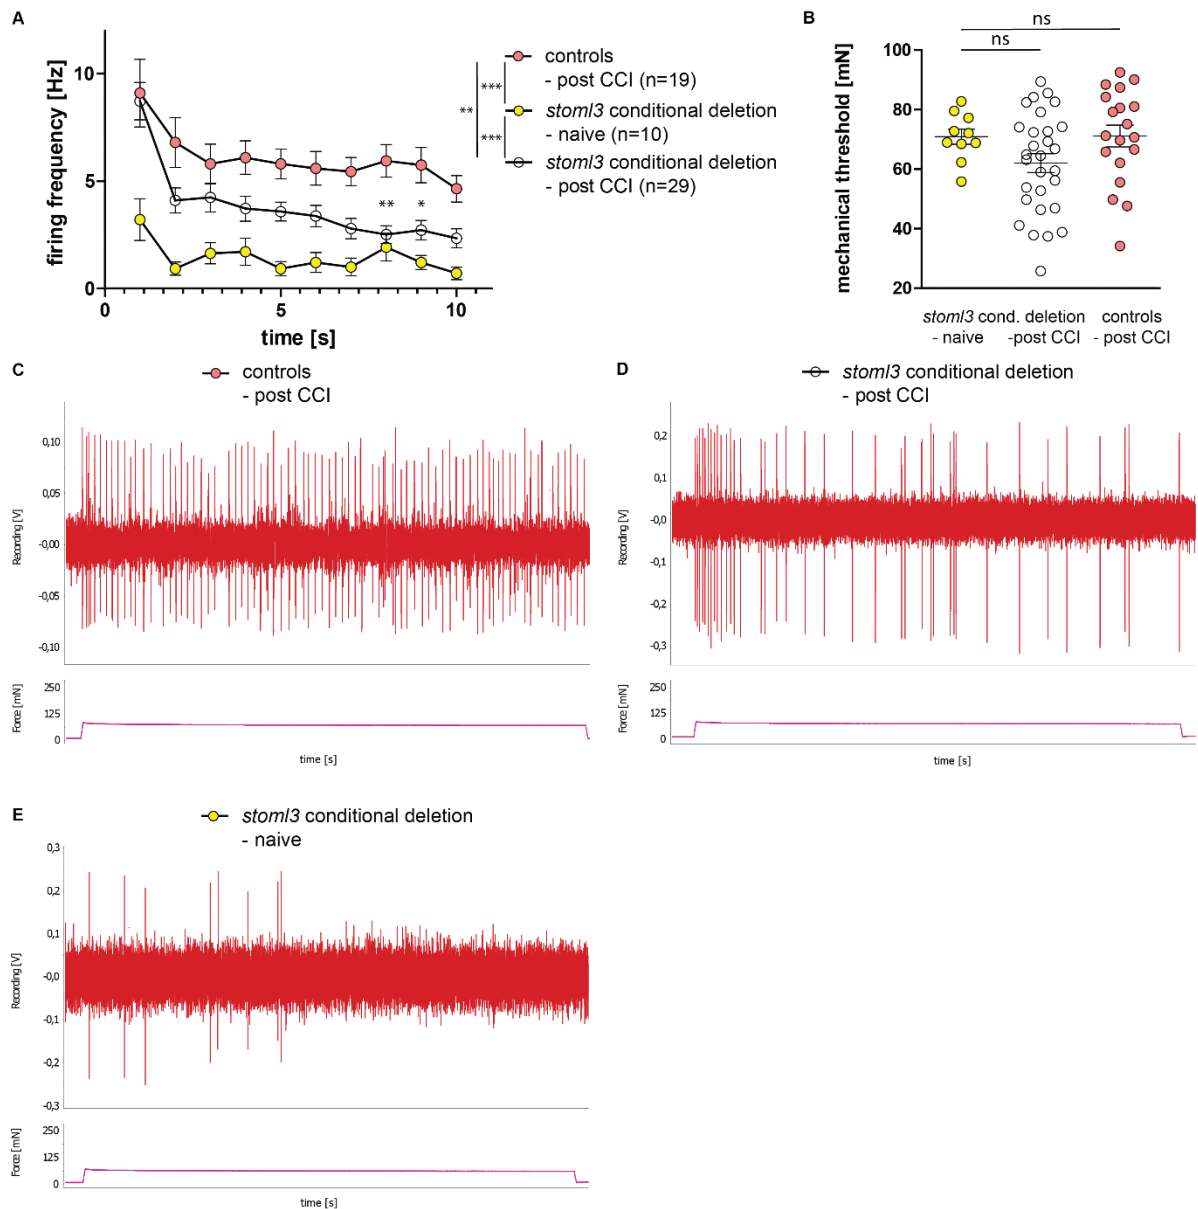 A
firing frequency [Hz]
10
5
0
0
5
10
time [s]
**
*
***
**
***
controls
- post CCI (n=19)
stoml3 conditional deletion
- naive (n=10)
stoml3 conditional deletion
- post CCI (n=29)
B
ns
ns
mechanical threshold [mN]
100
80
60
40
20
stoml3 cond. deletion controls
- naive -post CCI - post CCI
C
controls
- post CCI
Recording [V]
0,10
0,05
-0,00
-0,05
-0,10
Force [mN]
250
125
0
time [s]
D
stoml3 conditional deletion
- post CCI
Recording [V]
0,2
0,1
-0,0
-0,1
-0,2
-0,3
Force [mN]
250
125
0
time [s]
E
stoml3 conditional deletion
- naive
Recording [V]
0,3
0,2
0,1
-0,0
-0,1
-0,2
-0,3
Force [mN]
250
125
0
time [s]